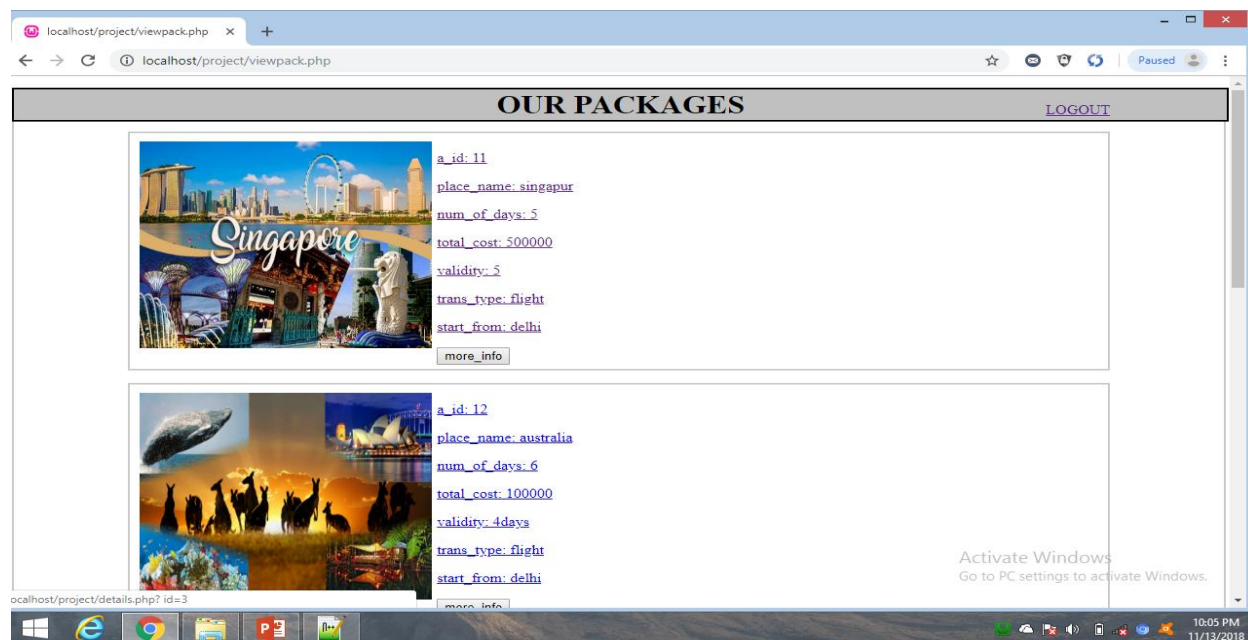 localhost/project/viewpack.php
localhost/project/viewpack.php
Paused
OUR PACKAGES
LOGOUT
Singapore
a_id: 11
place_name: singapur
num_of_days: 5
total_cost: 500000
validity: 5
trans_type: flight
start_from: delhi
more_info
a_id: 12
place_name: australia
num_of_days: 6
total_cost: 100000
validity: 4days
trans_type: flight
start_from: delhi
more_info
Activate Windows
Go to PC settings to activate Windows.
ocalhost/project/details.php? id=3
10:05 PM
11/13/2018